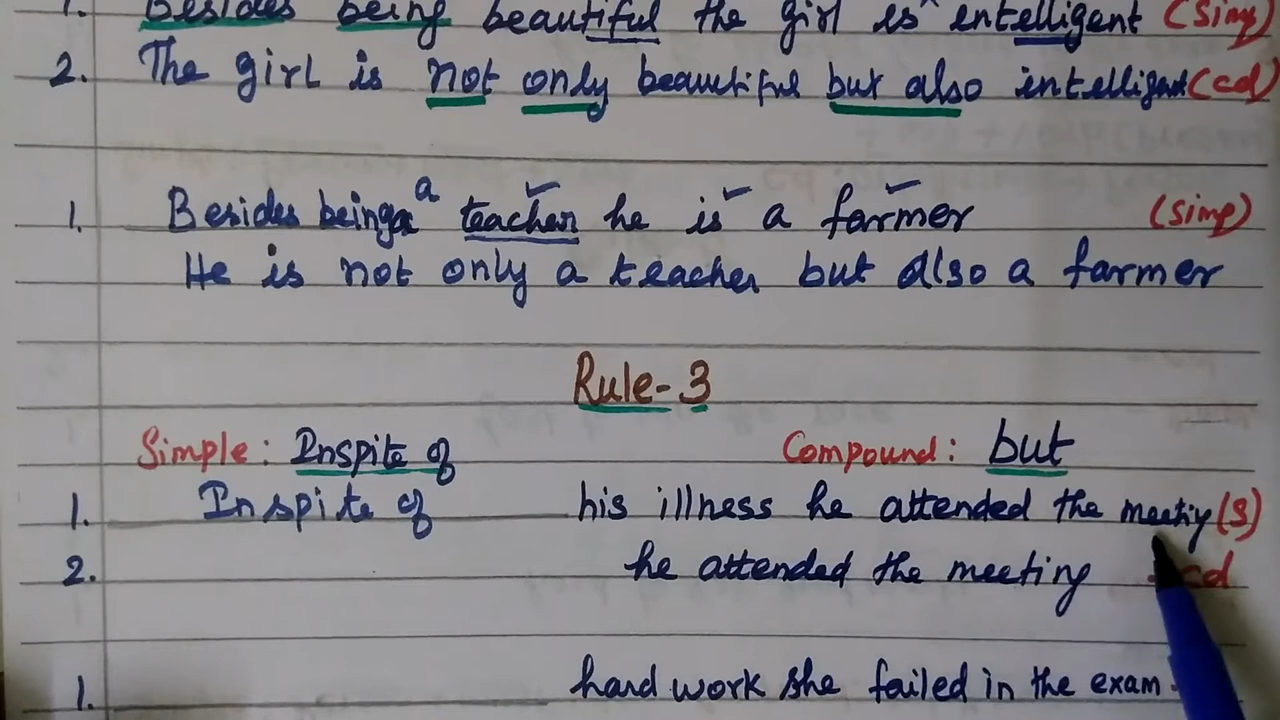 1. Besides being beautiful the girl is intelligent (Simp)
2. The girl is not only beautiful but also intelligent (cd)
1. Besides being a teacher he is a farmer (Simp)
He is not only a teacher but also a farmer
Rule-3
Simple: Inspite of Compound: but
1. Inspite of his illness he attended the meeting (S)
2. he attended the meeting cd
1. hard work she failed in the exam